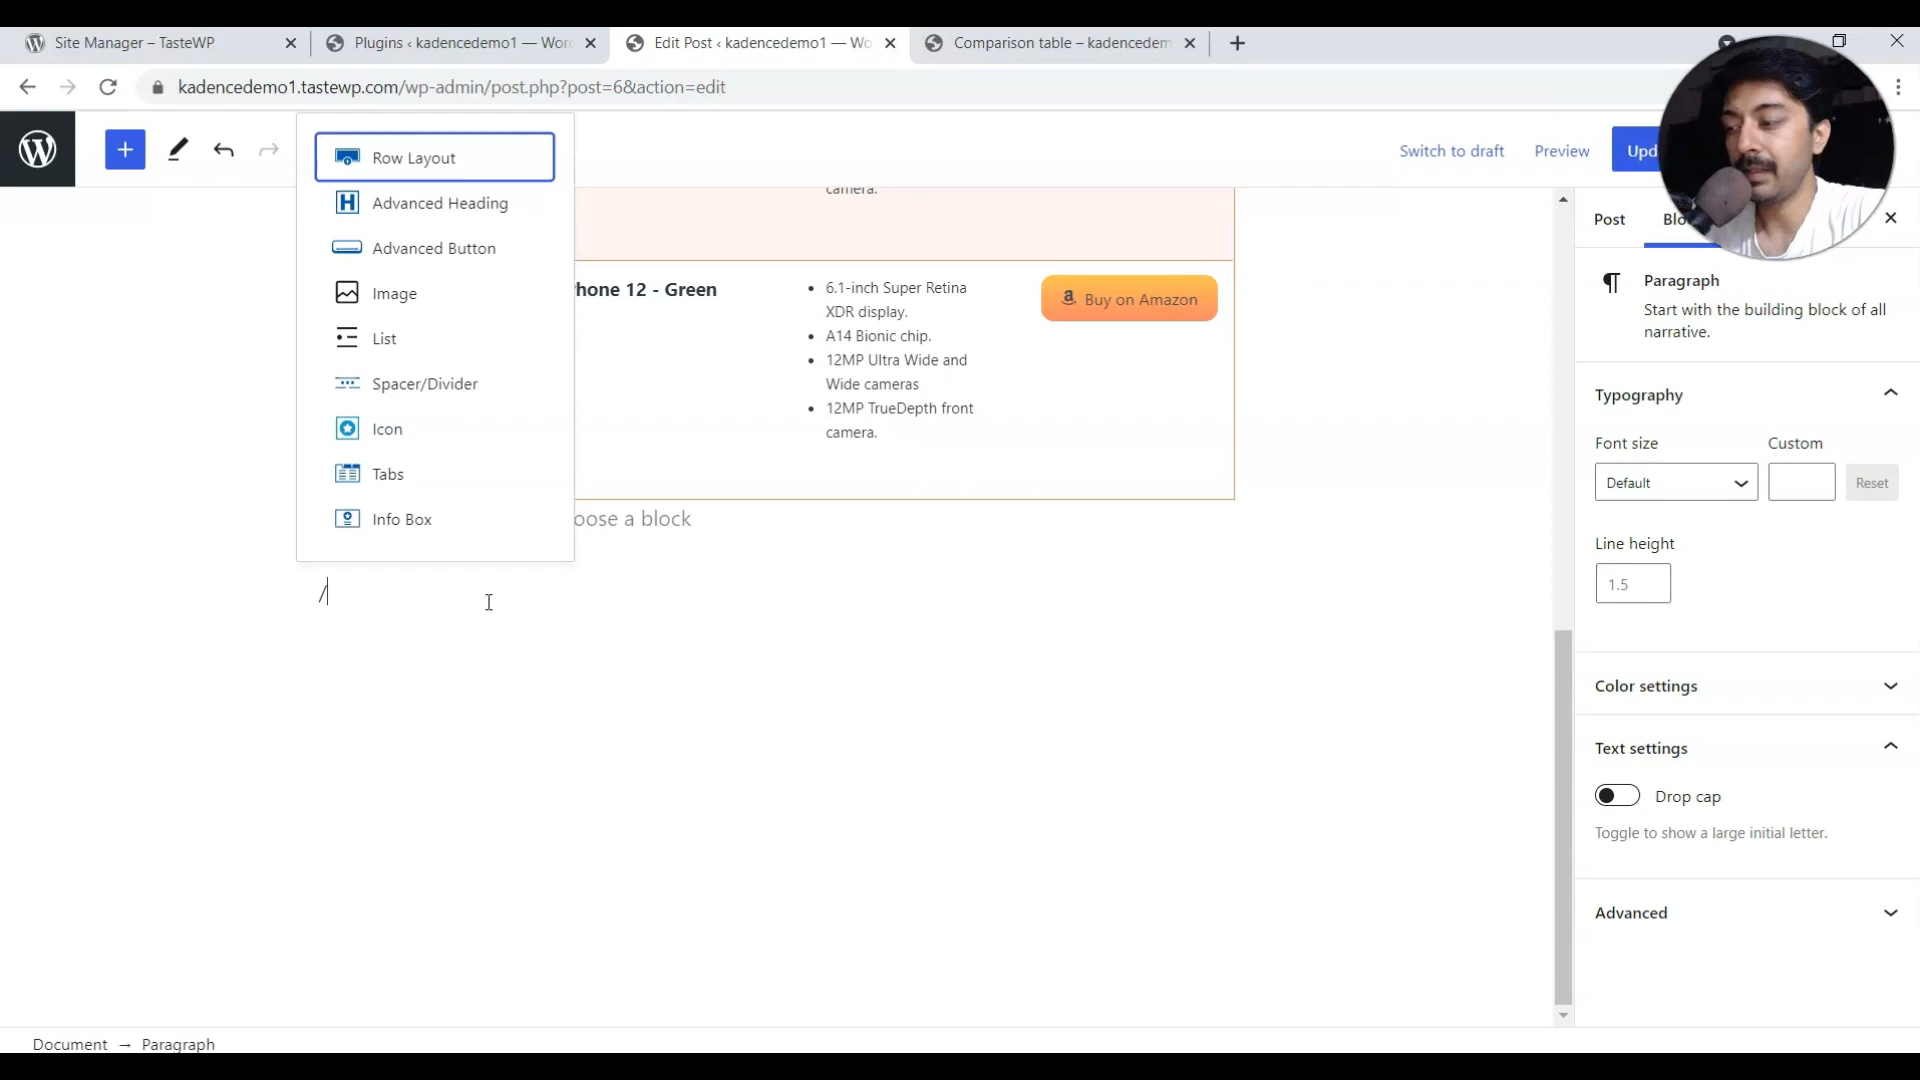 Site Manager – TasteWP
Plugins ‹ kadencedemo1 — Wor
Edit Post ‹ kadencedemo1 — Wo
Comparison table – kadencedem
kadencedemo1.tastewp.com/wp-admin/post.php?post=6&action=edit
Row Layout
Advanced Heading
Advanced Button
Image
List
Spacer/Divider
Icon
Tabs
Info Box
Switch to draft
Preview
Upd
camera.
hone 12 - Green
6.1-inch Super Retina
XDR display.
A14 Bionic chip.
12MP Ultra Wide and
Wide cameras
12MP TrueDepth front
camera.
Buy on Amazon
oose a block
/
Post
Blo
Paragraph
Start with the building block of all
narrative.
Typography
Font size
Custom
Default
Reset
Line height
1.5
Color settings
Text settings
Drop cap
Toggle to show a large initial letter.
Advanced
Document → Paragraph